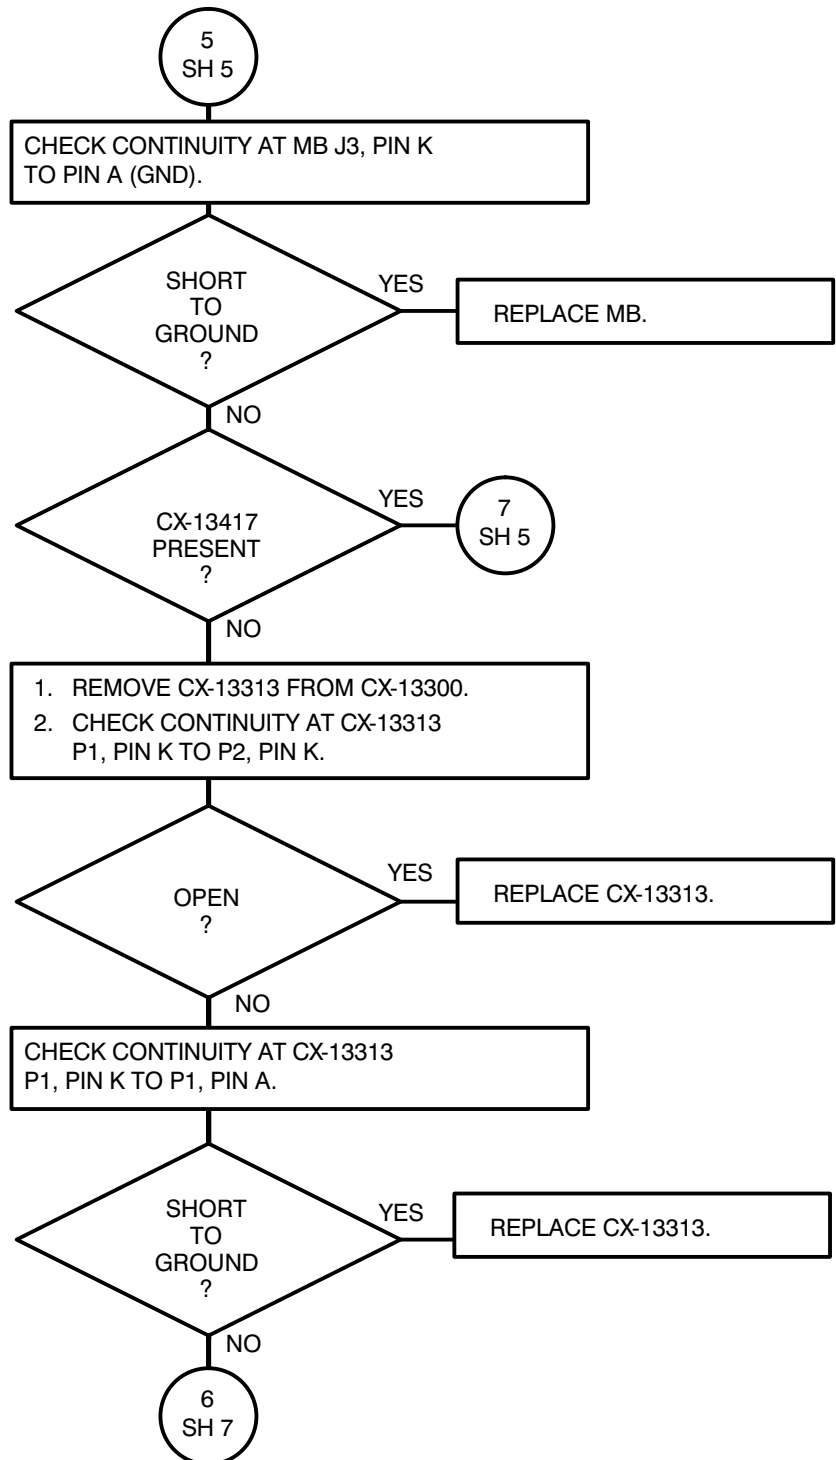 5
SH 5
CHECK CONTINUITY AT MB J3, PIN K
TO PIN A (GND).
SHORT
TO
GROUND
?
YES
REPLACE MB.
NO
CX-13417
PRESENT
?
YES
7
SH 5
NO
1. REMOVE CX-13313 FROM CX-13300.
2. CHECK CONTINUITY AT CX-13313
P1, PIN K TO P2, PIN K.
OPEN
?
YES
REPLACE CX-13313.
NO
CHECK CONTINUITY AT CX-13313
P1, PIN K TO P1, PIN A.
SHORT
TO
GROUND
?
YES
REPLACE CX-13313.
NO
6
SH 7